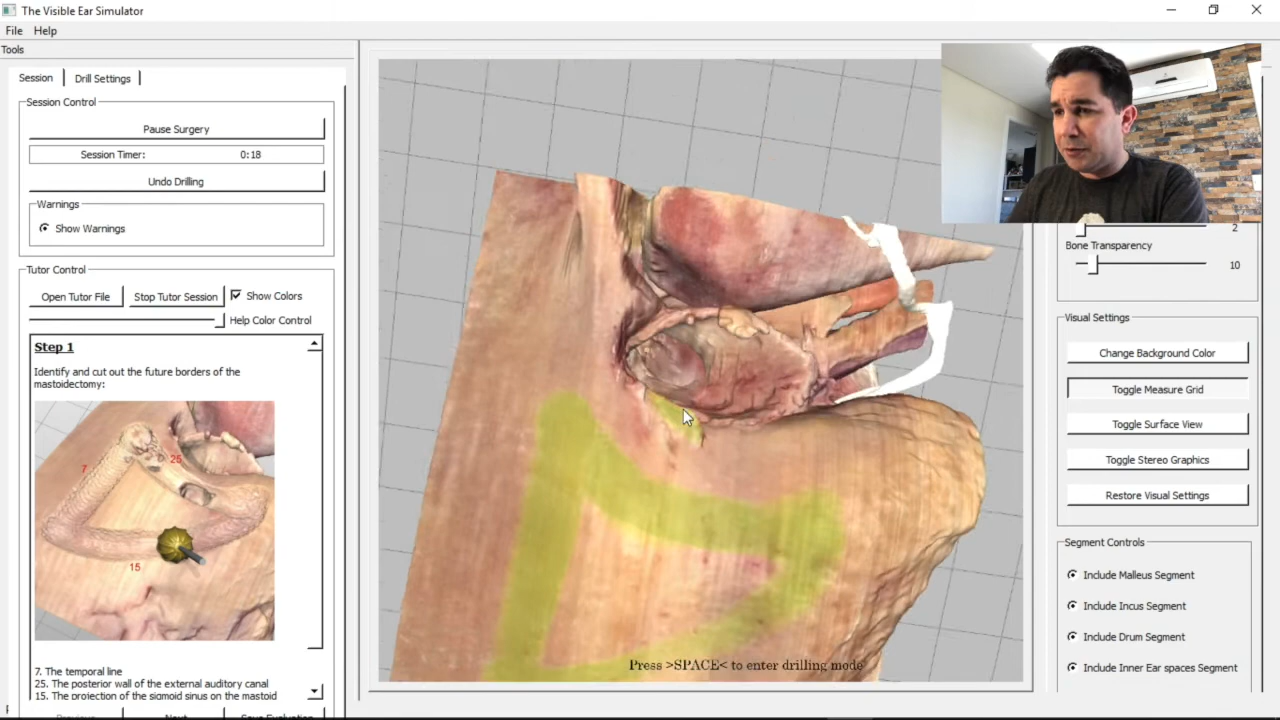 The Visible Ear Simulator
File Help
Tools
Session Drill Settings
Session Control
Pause Surgery
Session Timer: 0:18
Undo Drilling
Warnings
Show Warnings
Tutor Control
Open Tutor File Stop Tutor Session Show Colors
Help Color Control
Step 1
Identify and cut out the future borders of the
mastoidectomy:
7
25
15
7. The temporal line
25. The posterior wall of the external auditory canal
15. The projection of the sigmoid sinus on the mastoid
Previous Next Save Evaluation
Press >SPACE< to enter drilling mode
2
Bone Transparency
10
Visual Settings
Change Background Color
Toggle Measure Grid
Toggle Surface View
Toggle Stereo Graphics
Restore Visual Settings
Segment Controls
Include Malleus Segment
Include Incus Segment
Include Drum Segment
Include Inner Ear spaces Segment